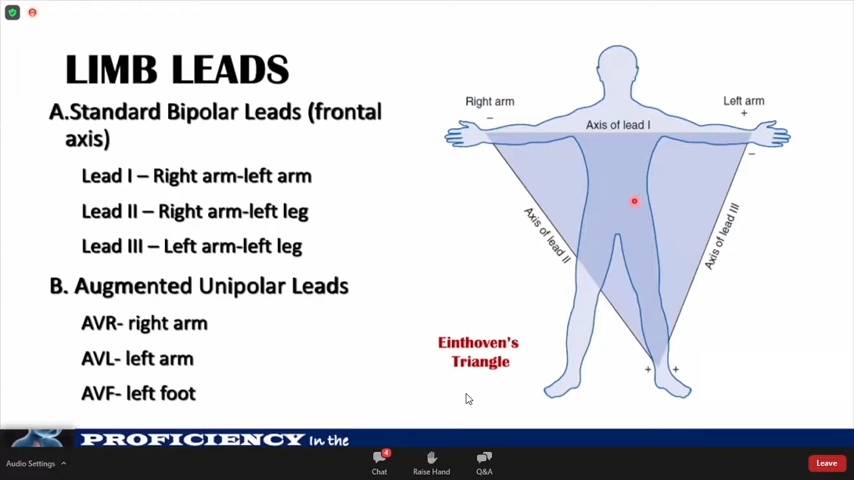 LIMB LEADS
A.Standard Bipolar Leads (frontal
axis)
Lead I – Right arm-left arm
Lead II – Right arm-left leg
Lead III – Left arm-left leg
B. Augmented Unipolar Leads
AVR- right arm
AVL- left arm
AVF- left foot
Right arm
–
Left arm
+
Axis of lead I
–
Axis of lead II
Axis of lead III
Einthoven's
Triangle
+ +
PROFICIENCY In the
Audio Settings
4
Chat
Raise Hand
Q&A
Leave